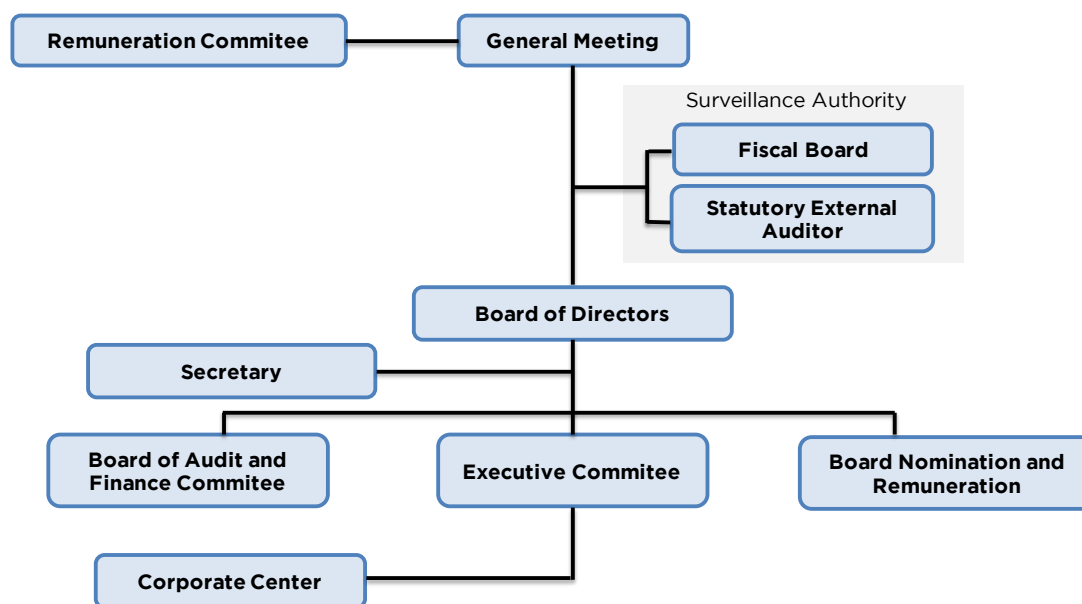 Remuneration Commitee
General Meeting
Surveillance Authority
Fiscal Board
Statutory External
Auditor
Board of Directors
Secretary
Board of Audit and
Finance Commitee
Executive Commitee
Board Nomination and
Remuneration
Corporate Center